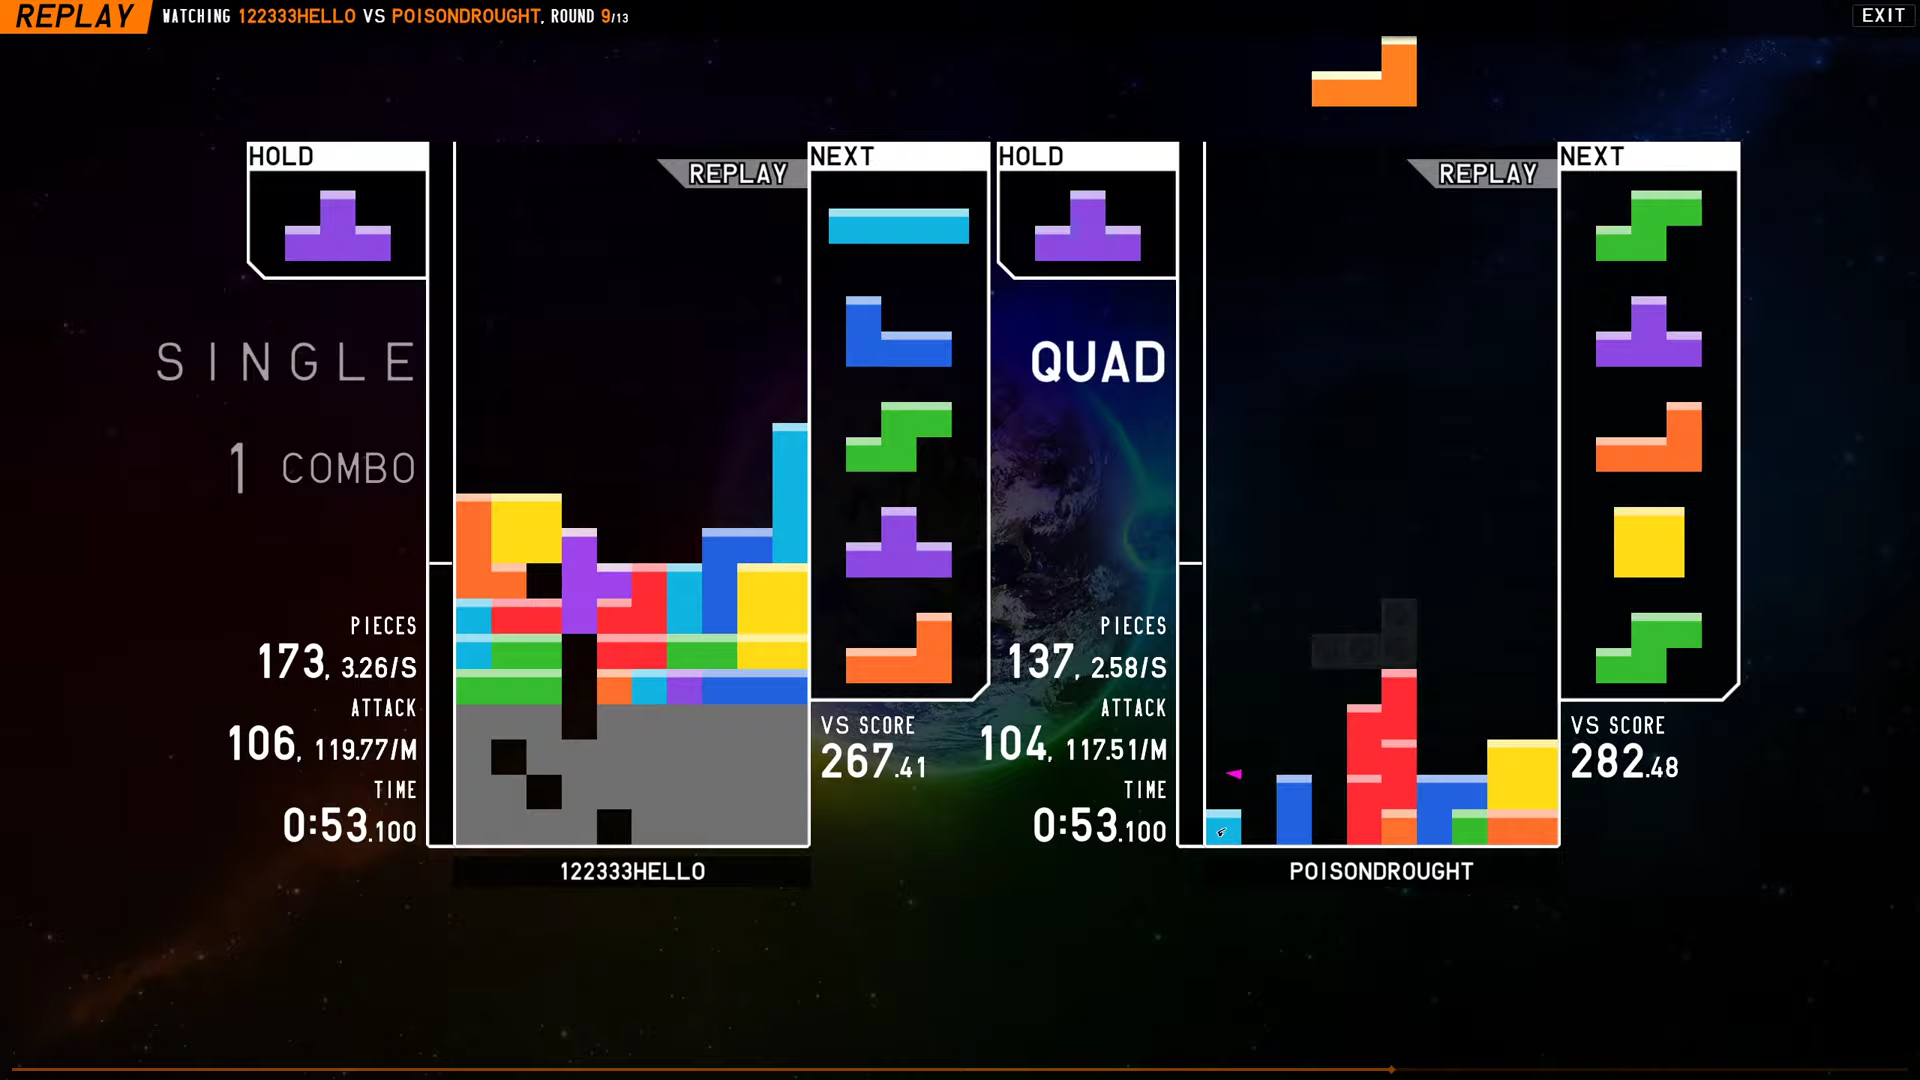 REPLAY WATCHING 122333HELLO VS POISONDROUGHT, ROUND 9/13 EXIT
HOLD
REPLAY
NEXT
SINGLE
1 COMBO
PIECES
173, 3.26/S
ATTACK
106, 119.77/M
TIME
0:53.100
VS SCORE
267.41
122333HELLO
HOLD
REPLAY
NEXT
QUAD
PIECES
137, 2.58/S
ATTACK
104, 117.51/M
TIME
0:53.100
VS SCORE
282.48
POISONDROUGHT